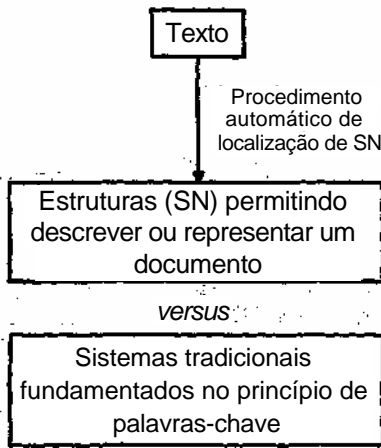 Texto
Procedimento
automático de
localização de SN
Estruturas (SN) permitindo
descrever ou representar um
documento
versus
Sistemas tradicionais
fundamentados no princípio de
palavras-chave